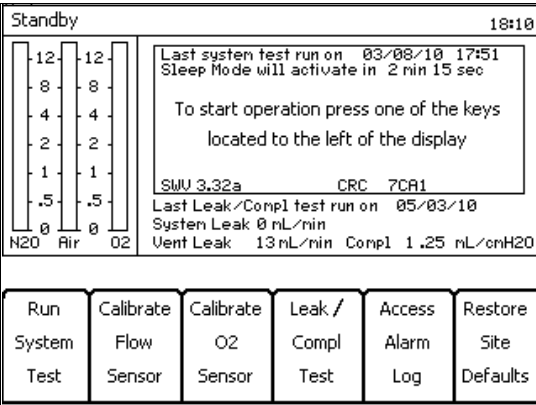 Standby
18:10
Last system test run on 03/08/10 17:51
Sleep Mode will activate in 2 min 15 sec
To start operation press one of the keys
located to the left of the display
SWV 3.32a CRC 7CA1
Last Leak/Compl test run on 05/03/10
System Leak 0 mL/min
Vent Leak 13 mL/min Compl 1.25 mL/cmH2O
12 12
8 8
4 4
2 2
1 1
.5 .5
0 0
N2O Air O2
Run System Test
Calibrate Flow Sensor
Calibrate O2 Sensor
Leak / Compl Test
Access Alarm Log
Restore Site Defaults